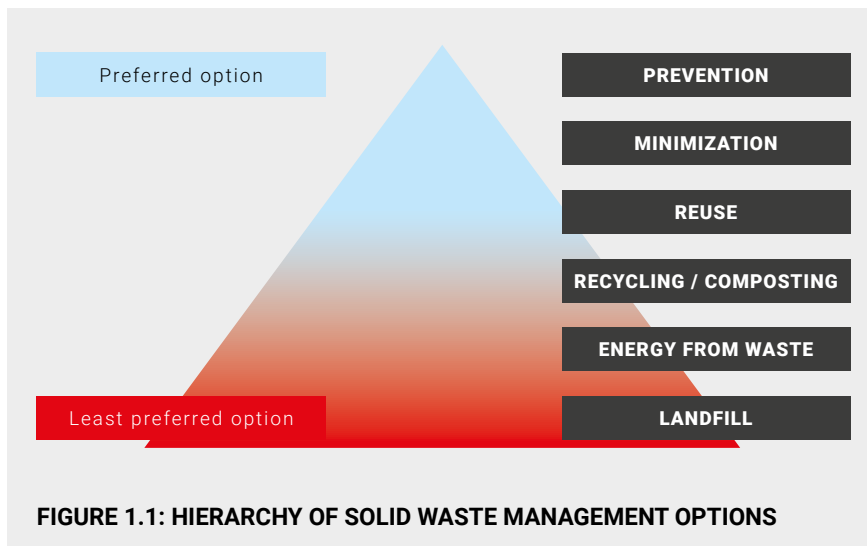 Preferred option
PREVENTION
MINIMIZATION
REUSE
RECYCLING / COMPOSTING
ENERGY FROM WASTE
Least preferred option
LANDFILL
FIGURE 1.1: HIERARCHY OF SOLID WASTE MANAGEMENT OPTIONS